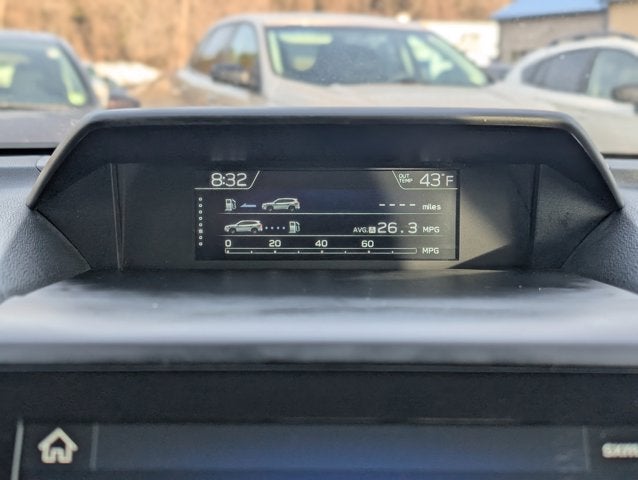 8:32 OUT TEMP 43°F
---- miles
AVG. A 26.3 MPG
0 20 40 60 MPG